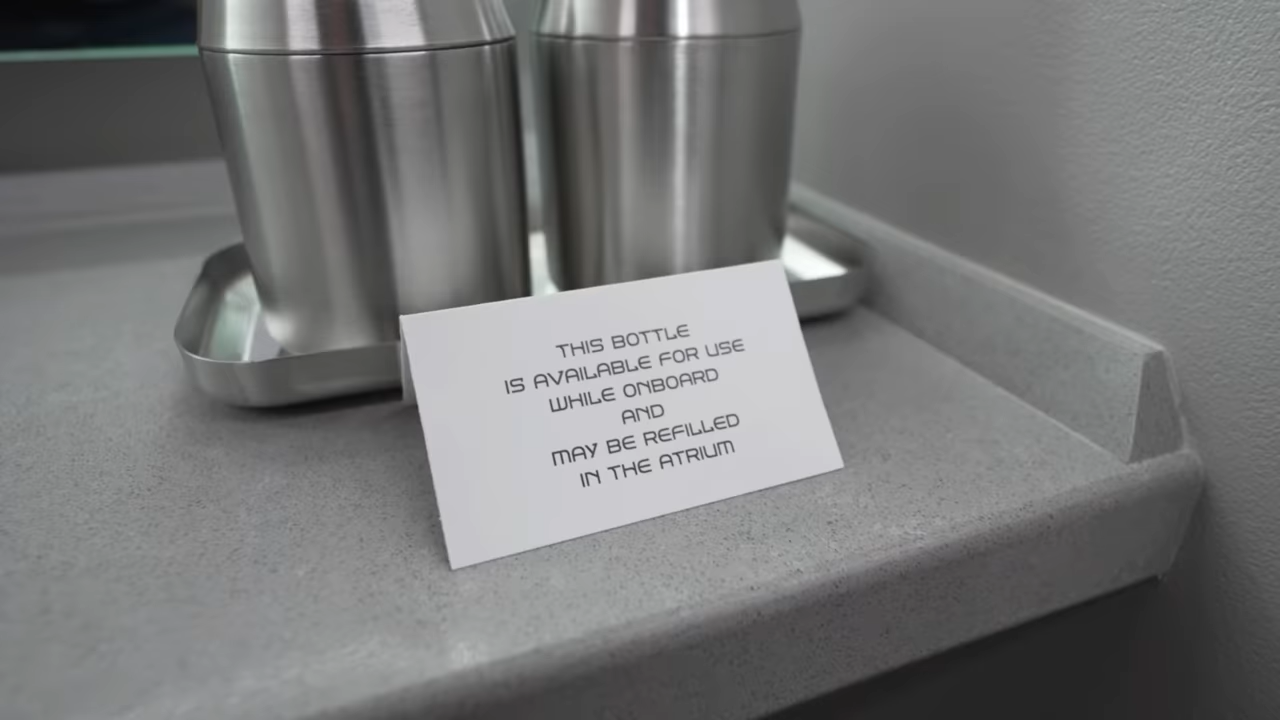 THIS BOTTLE
IS AVAILABLE FOR USE
WHILE ONBOARD
AND
MAY BE REFILLED
IN THE ATRIUM